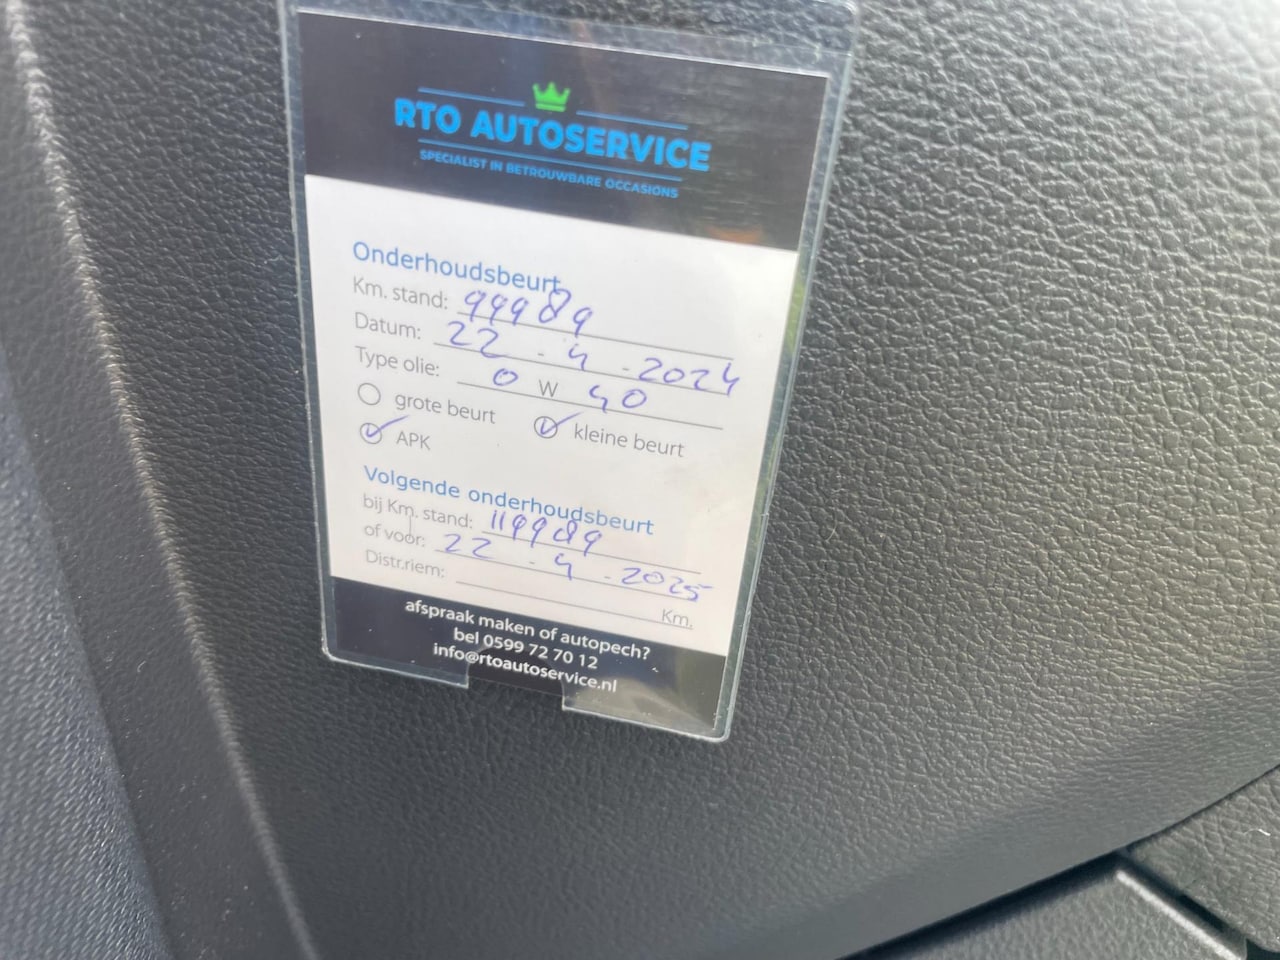 RTO AUTOSERVICE
SPECIALIST IN BETROUWBARE OCCASIONS
Onderhoudsbeurt
Km. stand: 99989
Datum: 22 - 4 - 2024
Type olie: 0 W 40
grote beurt kleine beurt
APK
Volgende onderhoudsbeurt
bij Km. stand: 119989
of voor: 22 - 4 - 2025
Distr.riem: Km.
afspraak maken of autopech?
bel 0599 72 70 12
info@rtoautoservice.nl